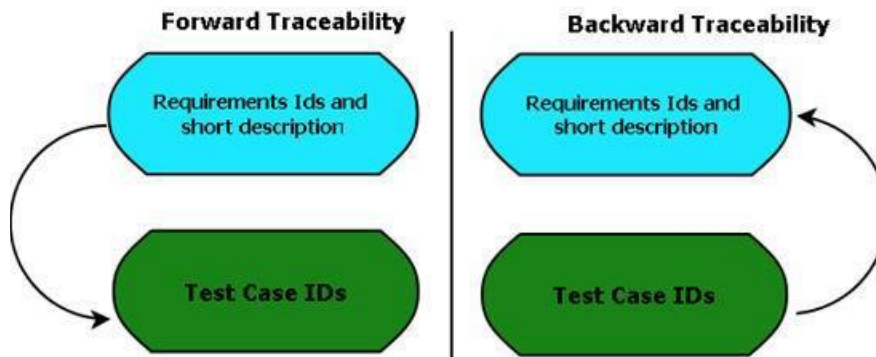 Forward Traceability
Requirements Ids and
short description
Test Case IDs
Backward Traceability
Requirements Ids and
short description
Test Case IDs